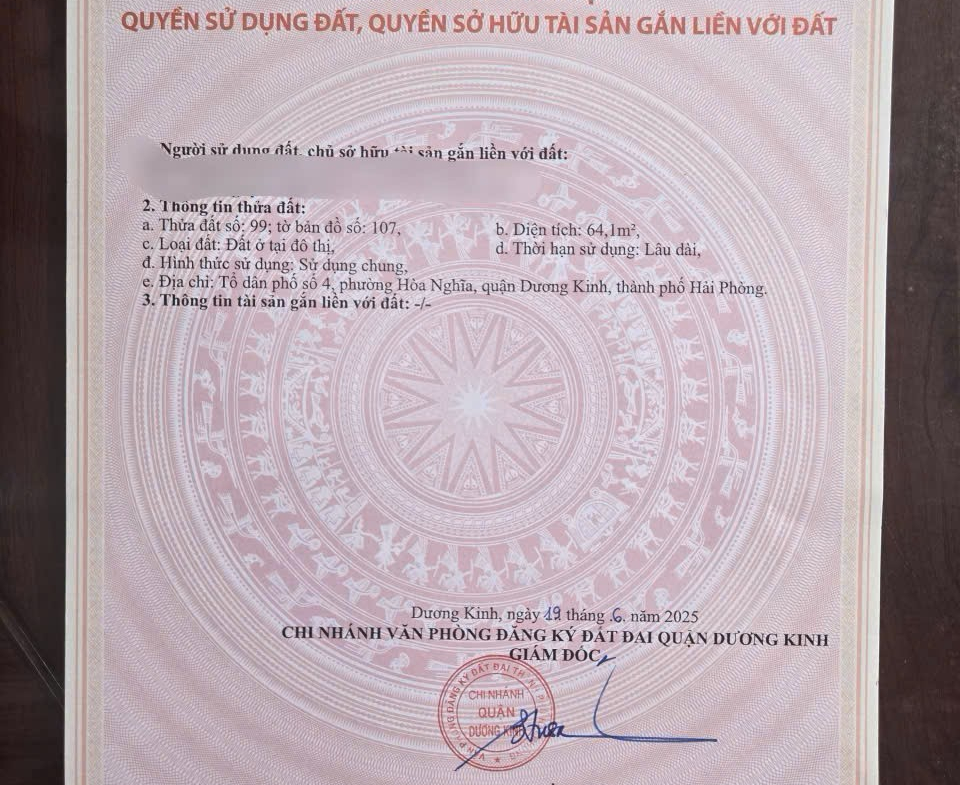 QUYỀN SỬ DỤNG ĐẤT, QUYỀN SỞ HỮU TÀI SẢN GẮN LIỀN VỚI ĐẤT
Người sử dụng đất, chủ sở hữu tài sản gắn liền với đất:
2. Thông tin thửa đất:
a. Thửa đất số: 99; tờ bản đồ số: 107,
b. Diện tích: 64,1m²,
c. Loại đất: Đất ở tại đô thị,
d. Thời hạn sử dụng: Lâu dài,
đ. Hình thức sử dụng: Sử dụng chung,
e. Địa chỉ: Tổ dân phố số 4, phường Hòa Nghĩa, quận Dương Kinh, thành phố Hải Phòng.
3. Thông tin tài sản gắn liền với đất: -/-
Dương Kinh, ngày 19 tháng 6. năm 2025
CHI NHÁNH VĂN PHÒNG ĐĂNG KÝ ĐẤT ĐAI QUẬN DƯƠNG KINH
GIÁM ĐỐC
VĂN PHÒNG ĐĂNG KÝ ĐẤT ĐAI
CHI NHÁNH
QUẬN
DƯƠNG KINH